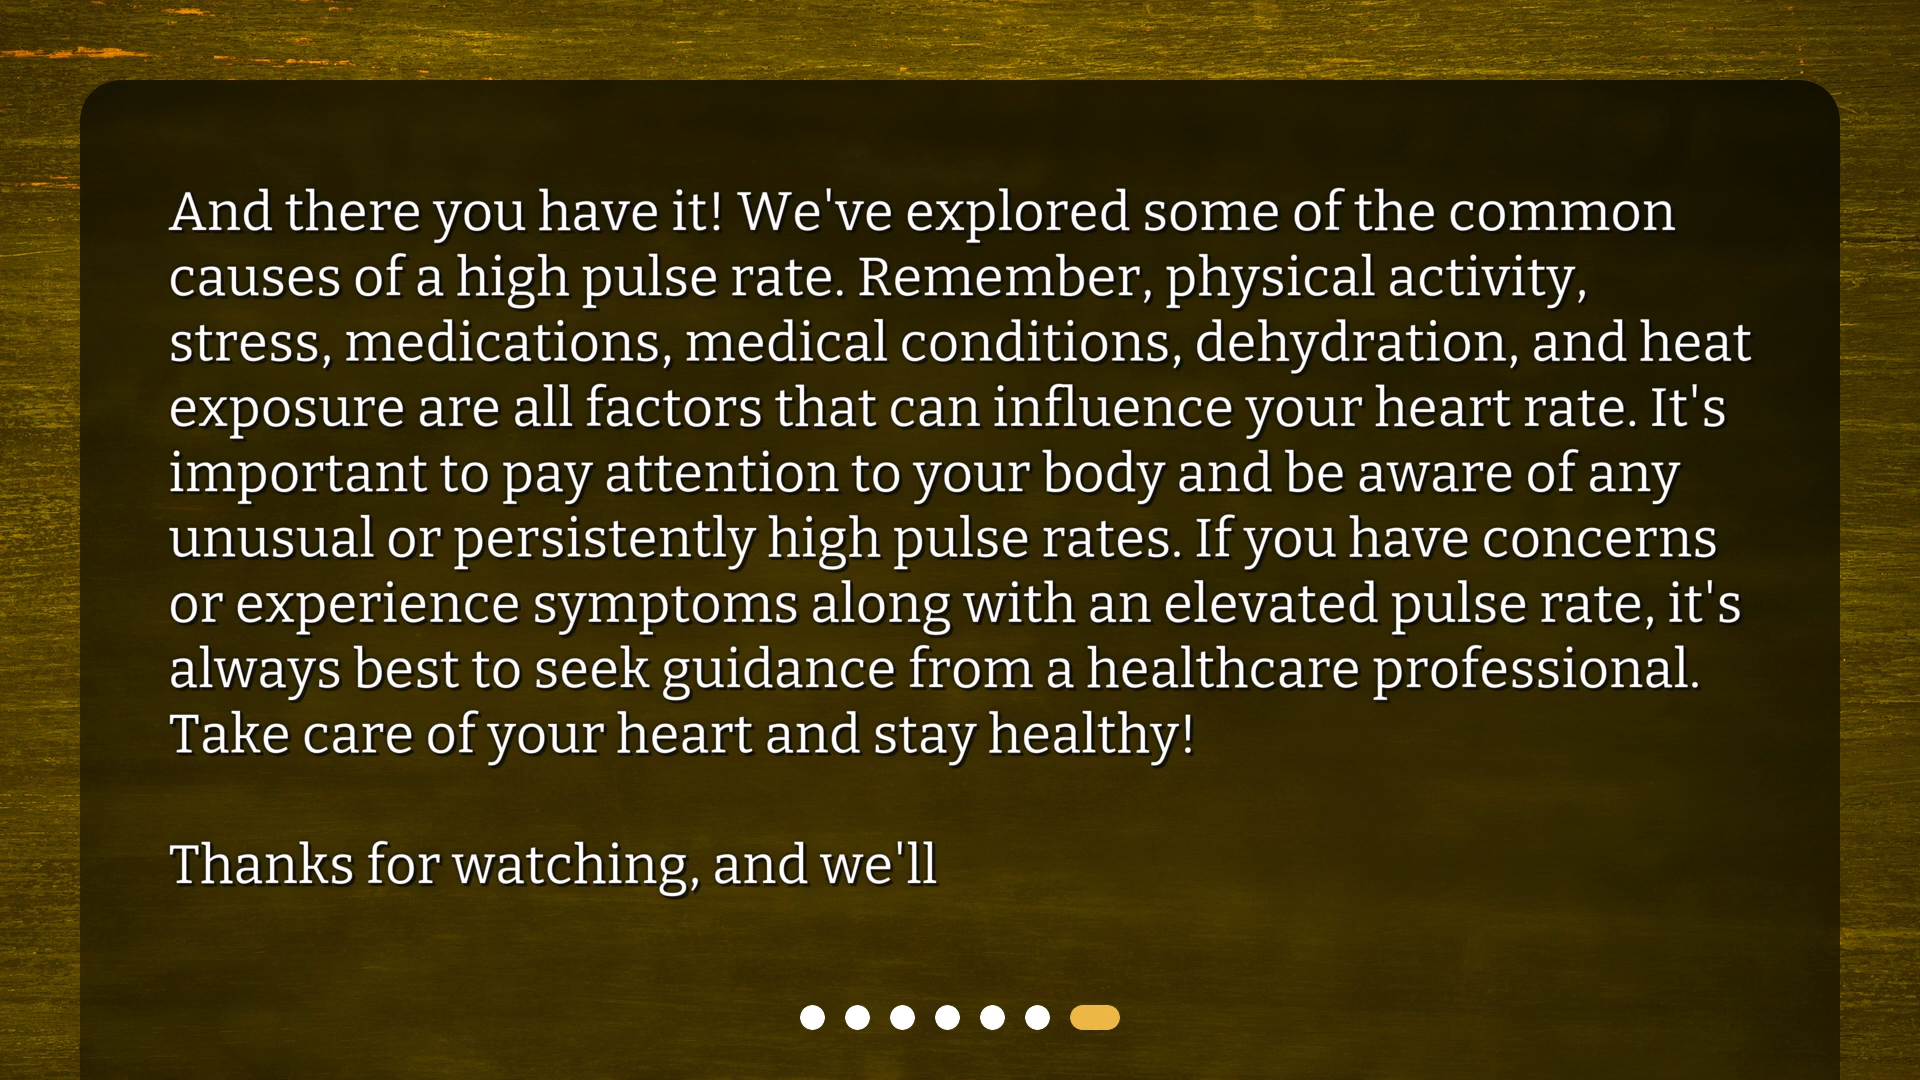 And there you have it! We've explored some of the common
causes of a high pulse rate. Remember, physical activity,
stress, medications, medical conditions, dehydration, and heat
exposure are all factors that can influence your heart rate. It's
important to pay attention to your body and be aware of any
unusual or persistently high pulse rates. If you have concerns
or experience symptoms along with an elevated pulse rate, it's
always best to seek guidance from a healthcare professional.
Take care of your heart and stay healthy!
Thanks for watching, and we'll